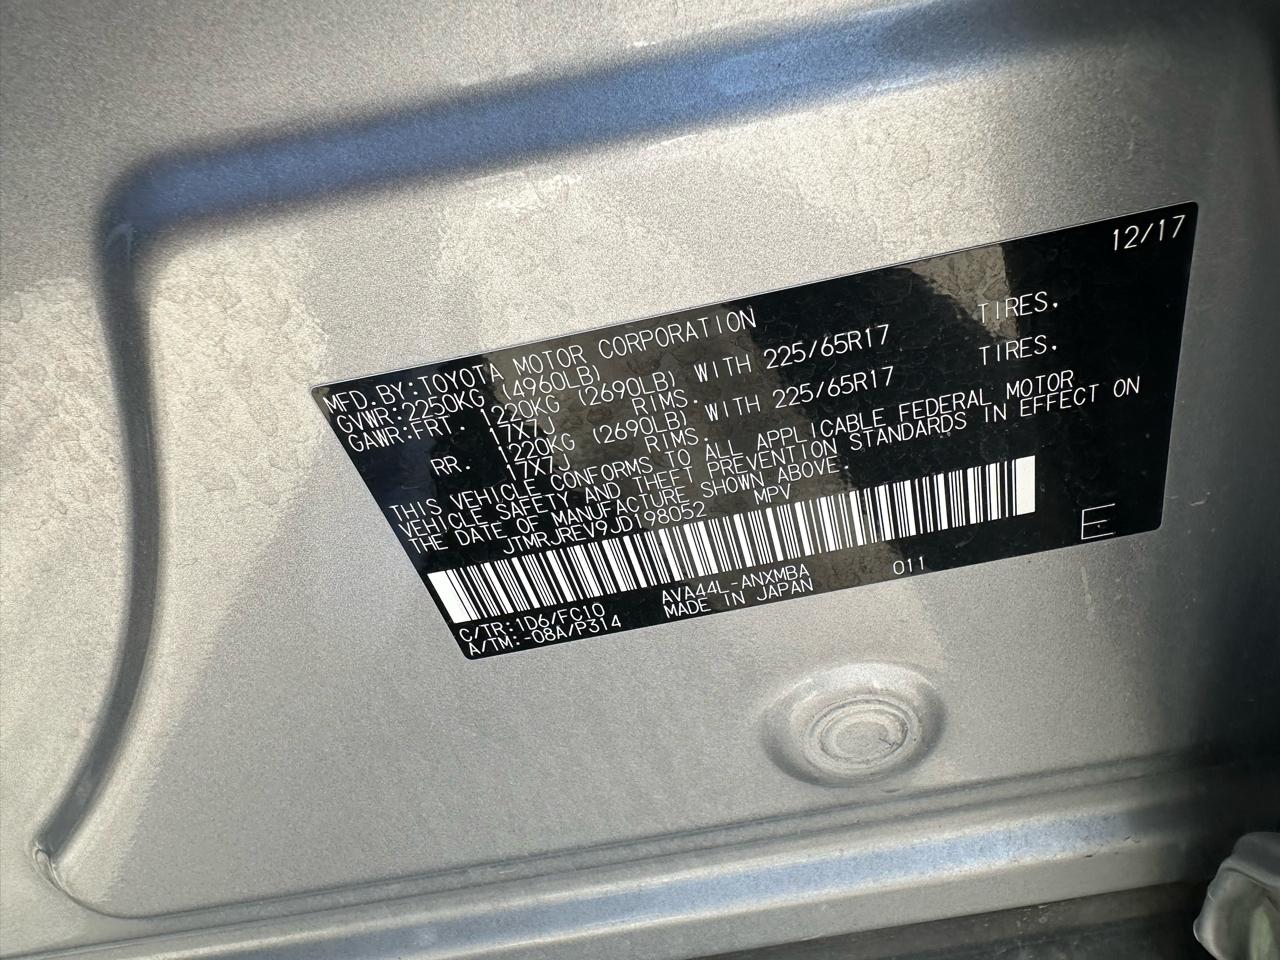 12/17
MFD.BY:TOYOTA MOTOR CORPORATION
GVWR:2250KG (4960LB)
GAWR:FRT. 1220KG (2690LB) WITH 225/65R17 TIRES.
17X7J RIMS.
RR. 1220KG (2690LB) WITH 225/65R17 TIRES.
17X7J RIMS.
THIS VEHICLE CONFORMS TO ALL APPLICABLE FEDERAL MOTOR
VEHICLE SAFETY AND THEFT PREVENTION STANDARDS IN EFFECT ON
THE DATE OF MANUFACTURE SHOWN ABOVE.
JTMRJREV9JD198052 MPV
C/TR:1D6/FC10 AVA44L-ANXMBA 011 E
A/TM:-08A/P314 MADE IN JAPAN